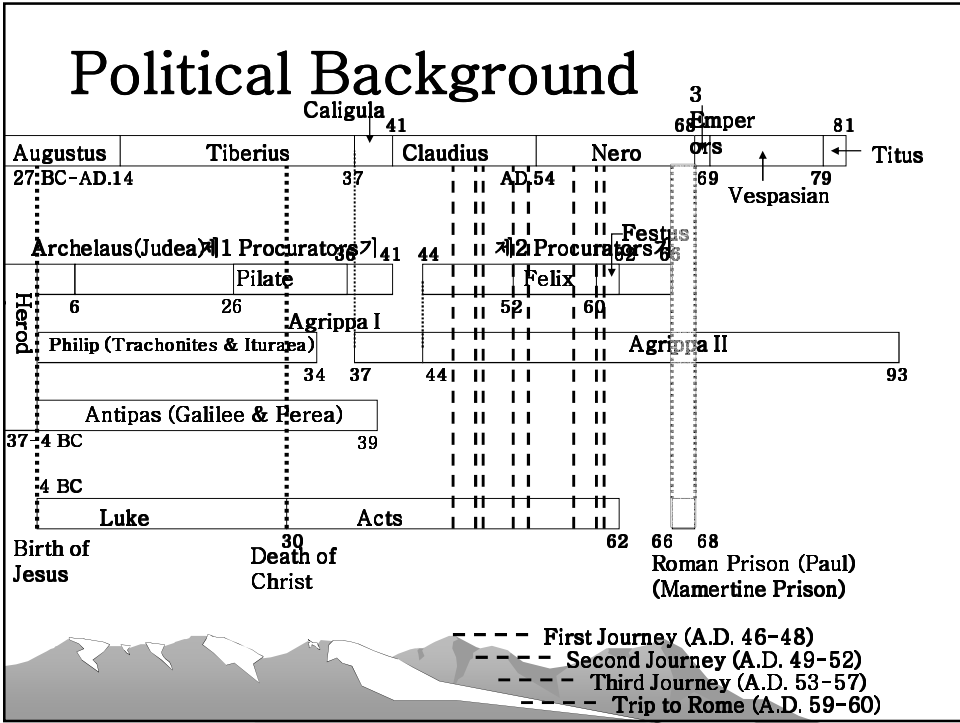 Political Background
Caligula
3
Emper
ors
41
68
81
Augustus
Tiberius
Claudius
Nero
Titus
27 BC-AD.14
37
AD.54
69
79
Vespasian
Festus
Archelaus(Judea)
제1 Procurators기
제2 Procurators기
36
41
44
62
66
Pilate
Felix
6
26
52
60
Herod
Agrippa I
Philip (Trachonites & Ituraea)
Agrippa II
34
37
44
93
Antipas (Galilee & Perea)
37-4 BC
39
4 BC
Luke
Acts
30
62
66
68
Birth of
Jesus
Death of
Christ
Roman Prison (Paul)
(Mamertine Prison)
First Journey (A.D. 46-48)
Second Journey (A.D. 49-52)
Third Journey (A.D. 53-57)
Trip to Rome (A.D. 59-60)